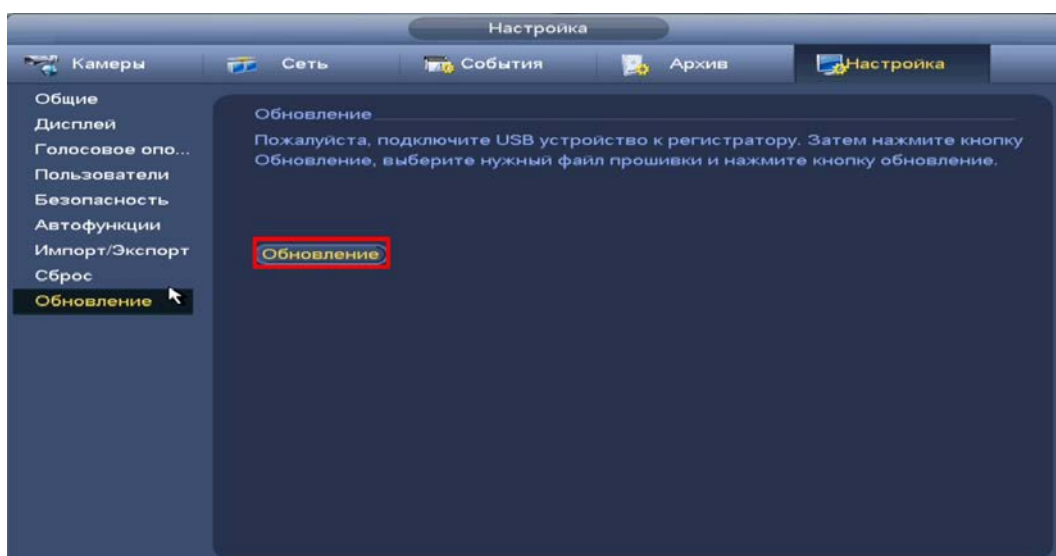 Настройка
Камеры
Сеть
События
Архив
Настройка
Общие
Дисплей
Голосовое опо...
Пользователи
Безопасность
Автофункции
Импорт/Экспорт
Сброс
Обновление
Обновление
Пожалуйста, подключите USB устройство к регистратору. Затем нажмите кнопку
Обновление, выберите нужный файл прошивки и нажмите кнопку обновление.
Обновление